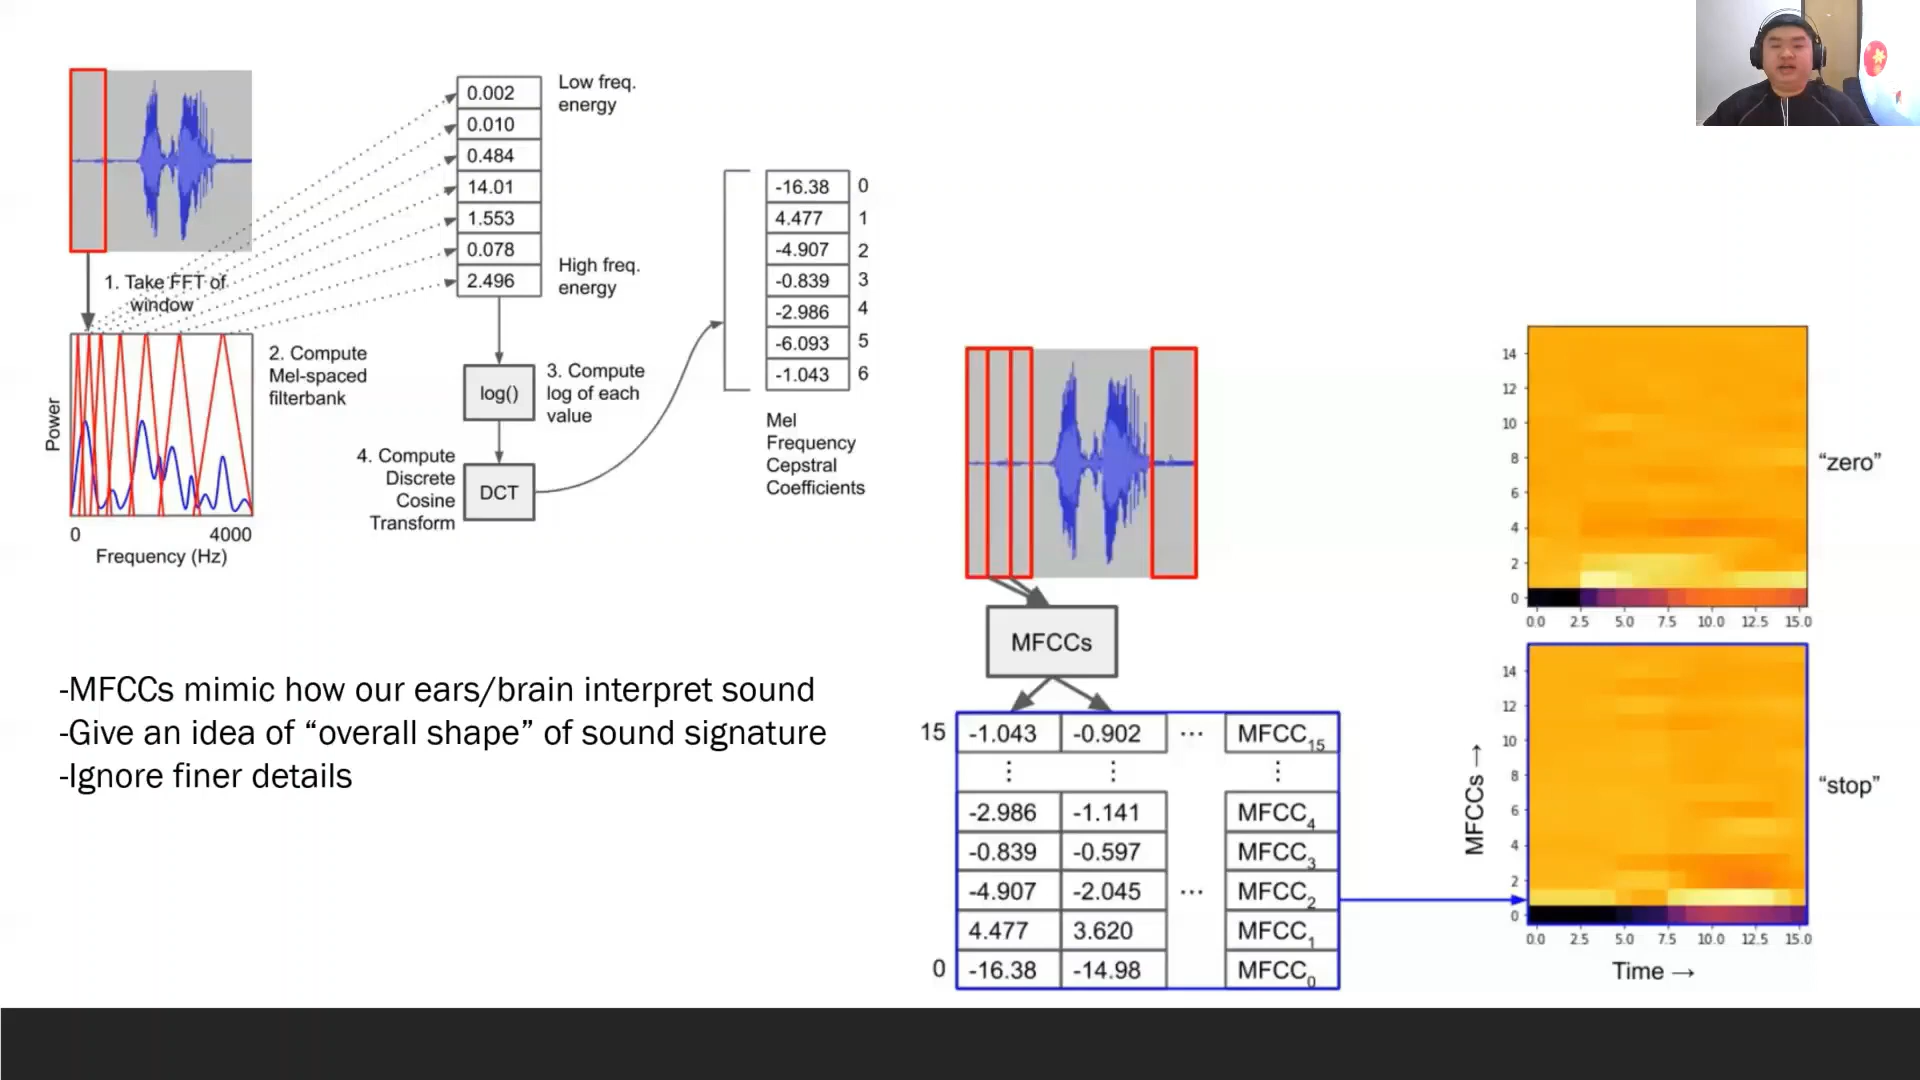 Low freq.
energy
0.002
0.010
0.484
14.01
1.553
0.078
2.496
High freq.
energy
1. Take FFT of
window
2. Compute
Mel-spaced
filterbank
Power
0
4000
Frequency (Hz)
log()
3. Compute
log of each
value
4. Compute
Discrete
Cosine
Transform
DCT
-16.38 0
4.477 1
-4.907 2
-0.839 3
-2.986 4
-6.093 5
-1.043 6
Mel
Frequency
Cepstral
Coefficients
-MFCCs mimic how our ears/brain interpret sound
-Give an idea of “overall shape” of sound signature
-Ignore finer details
MFCCs
15 -1.043 -0.902 ... MFCC15
-2.986 -1.141 MFCC4
-0.839 -0.597 MFCC3
-4.907 -2.045 ... MFCC2
4.477 3.620 MFCC1
0 -16.38 -14.98 MFCC0
14
12
10
8
6
4
2
0
0.0 2.5 5.0 7.5 10.0 12.5 15.0
“zero”
MFCCs →
14
12
10
8
6
4
2
0
0.0 2.5 5.0 7.5 10.0 12.5 15.0
“stop”
Time →